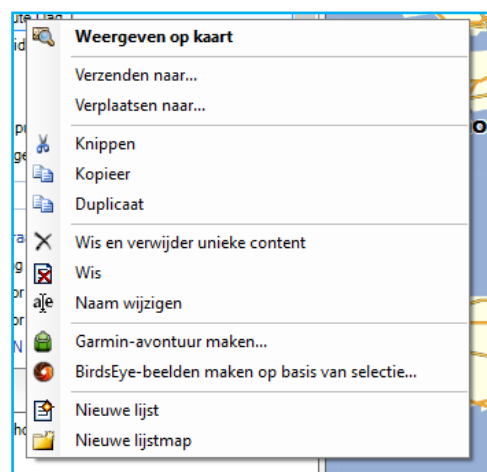 Weergeven op kaart
Verzenden naar...
Verplaatsen naar...
Knippen
Kopieer
Duplicaat
Wis en verwijder unieke content
Wis
Naam wijzigen
Garmin-avontuur maken...
BirdsEye-beelden maken op basis van selectie...
Nieuwe lijst
Nieuwe lijstmap